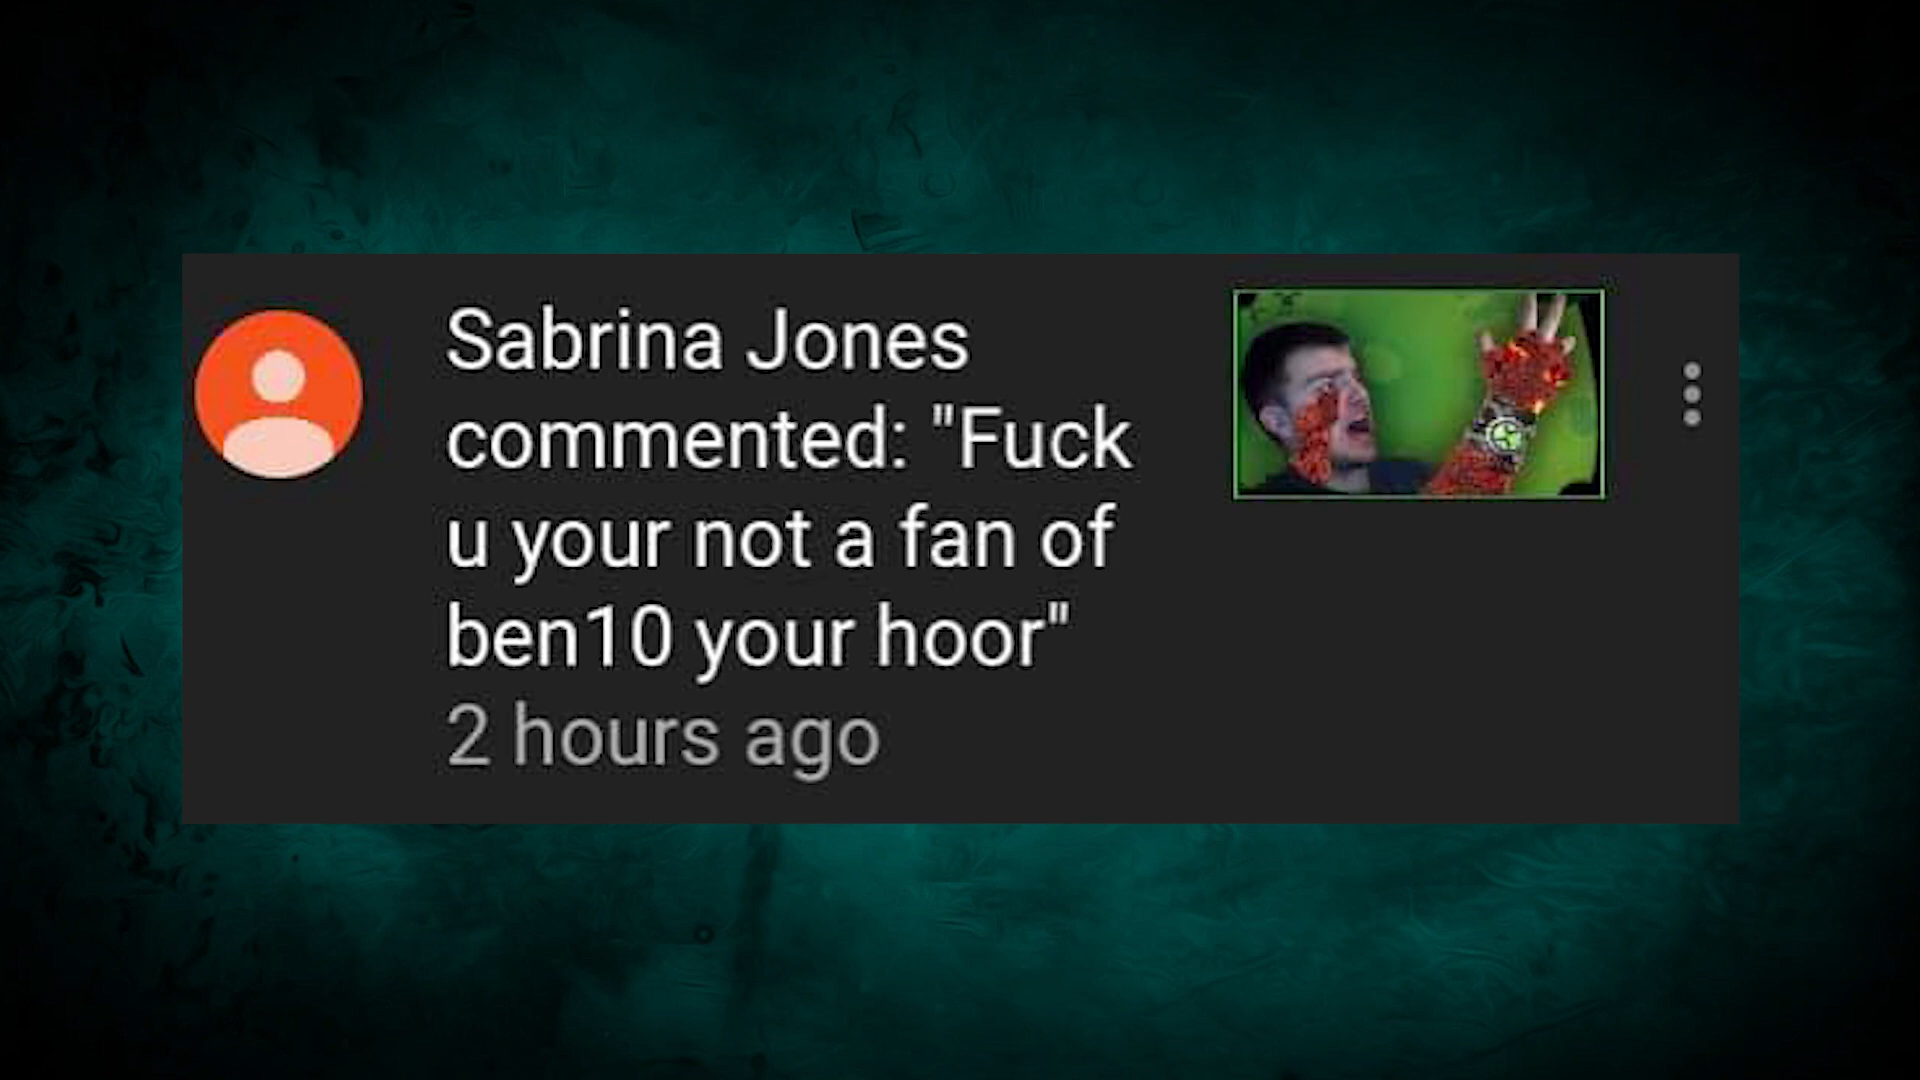 Sabrina Jones
commented: "Fuck
u your not a fan of
ben10 your hoor"
2 hours ago